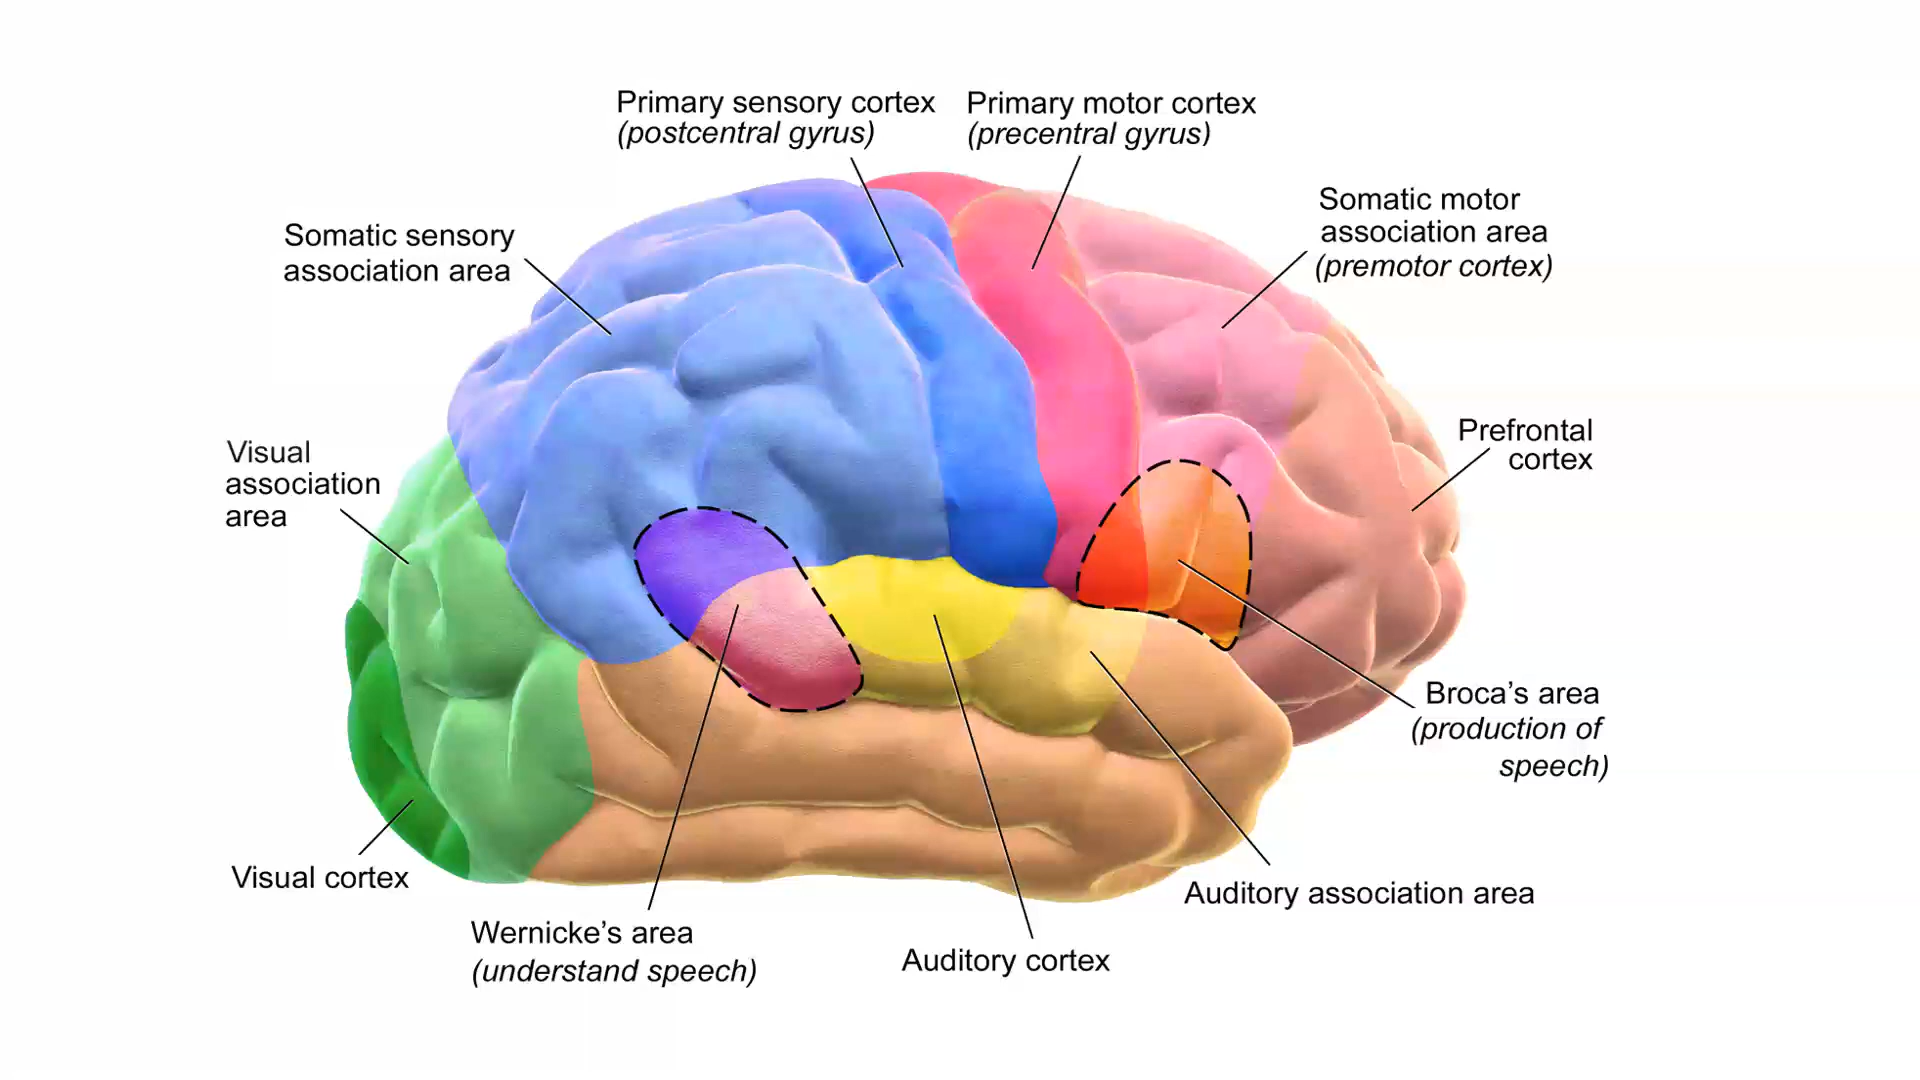 Primary sensory cortex
(postcentral gyrus)
Primary motor cortex
(precentral gyrus)
Somatic motor
association area
(premotor cortex)
Somatic sensory
association area
Prefrontal
cortex
Visual
association
area
Broca’s area
(production of
speech)
Visual cortex
Auditory association area
Wernicke’s area
(understand speech)
Auditory cortex